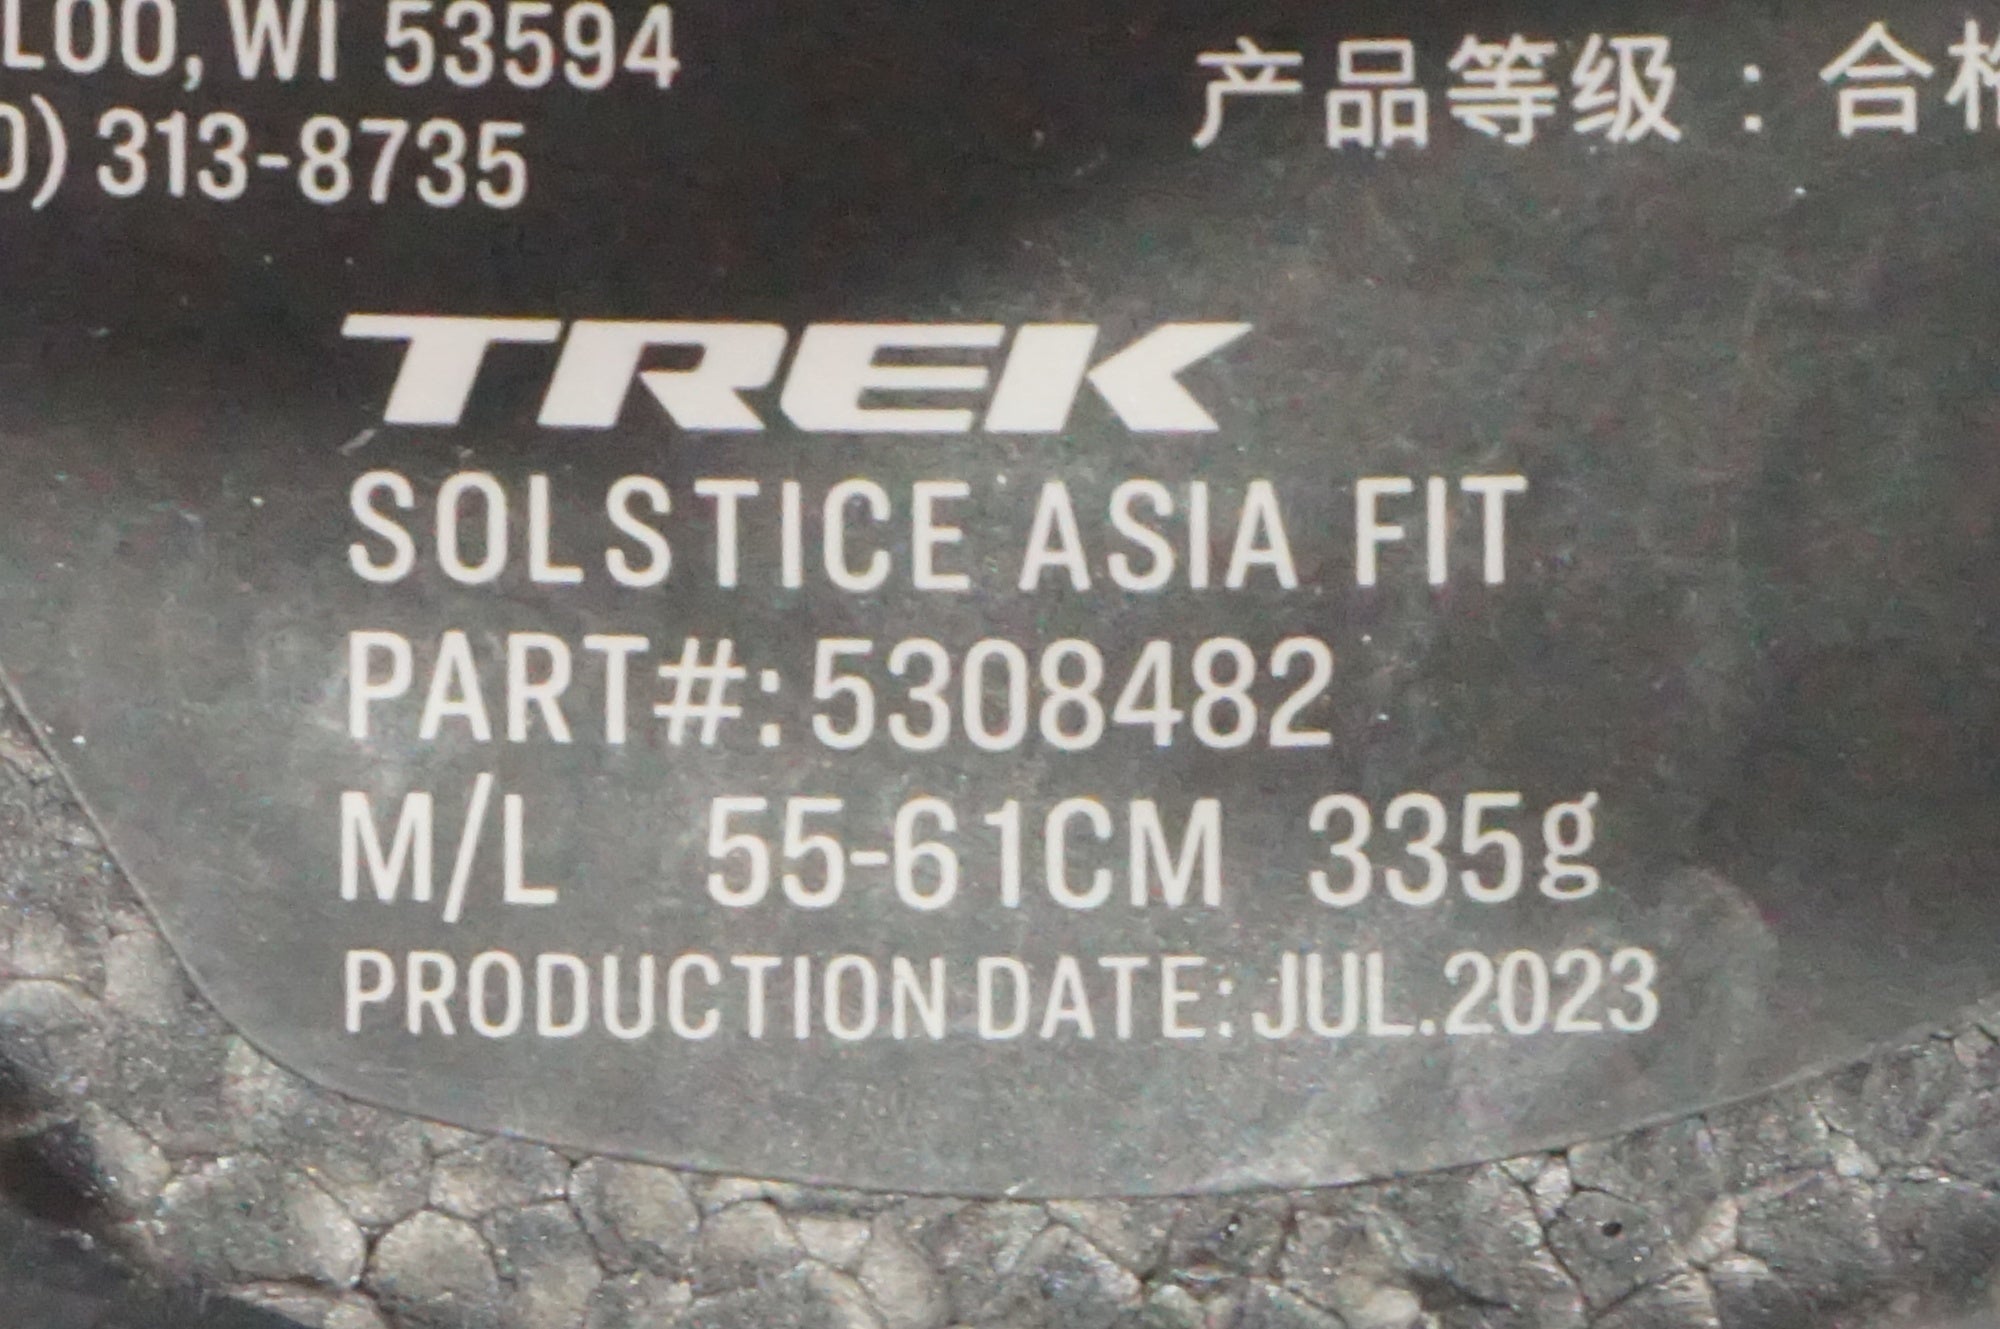 LOO, WI 53594
0) 313-8735
产品等级：合格
TREK
SOLSTICE ASIA FIT
PART#: 5308482
M/L 55-61CM 335g
PRODUCTION DATE: JUL.2023